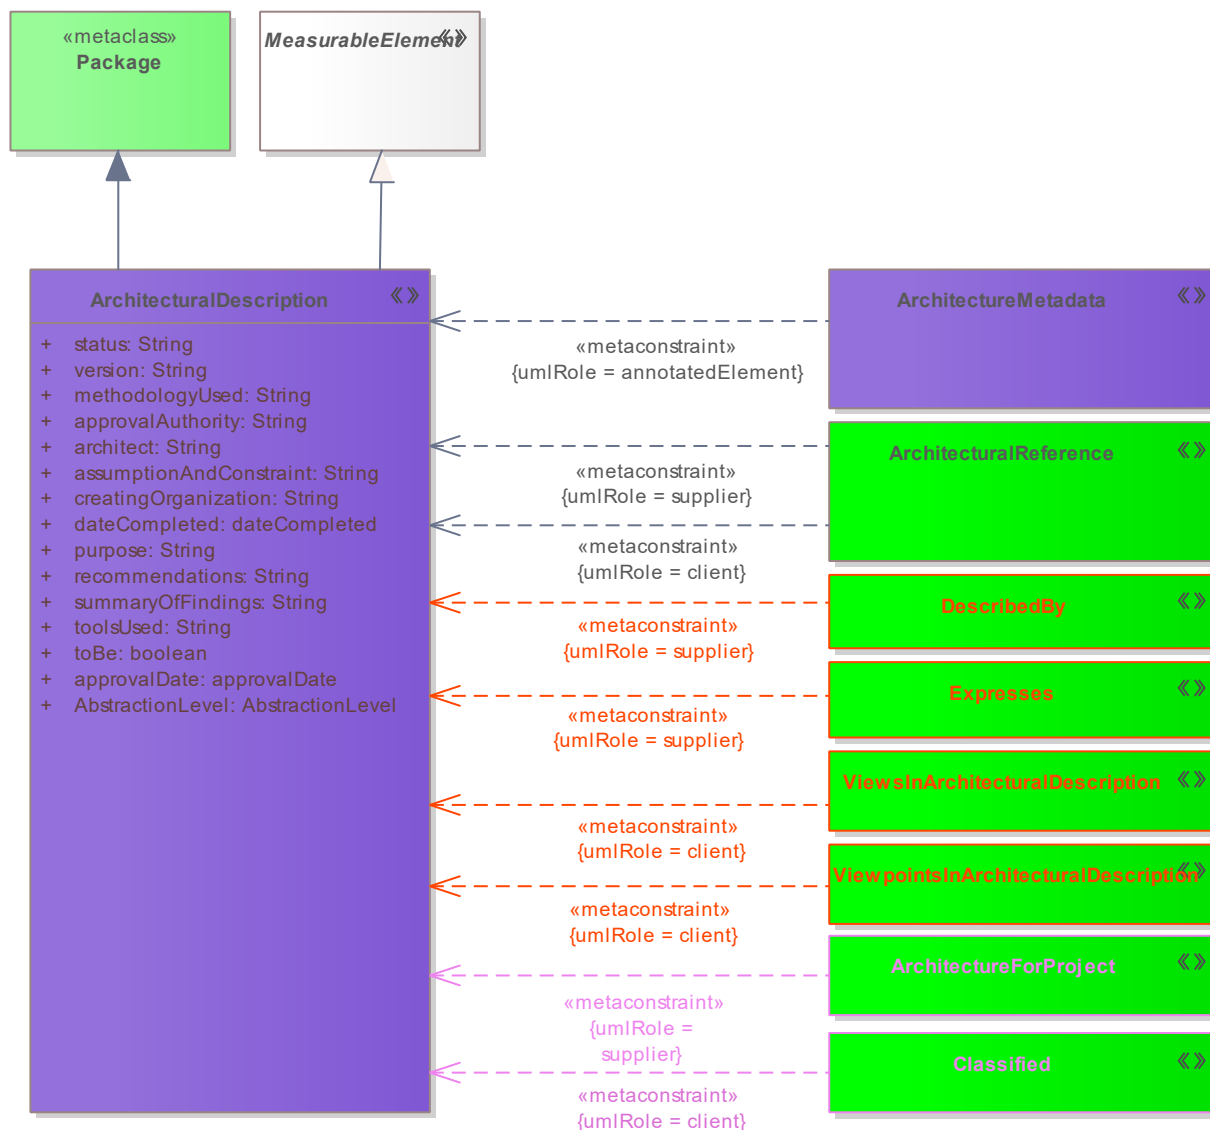 «metaclass»
Package
MeasurableElement
«»
ArchitecturalDescription
«»
+ status: String
+ version: String
+ methodologyUsed: String
+ approvalAuthority: String
+ architect: String
+ assumptionAndConstraint: String
+ creatingOrganization: String
+ dateCompleted: dateCompleted
+ purpose: String
+ recommendations: String
+ summaryOfFindings: String
+ toolsUsed: String
+ toBe: boolean
+ approvalDate: approvalDate
+ AbstractionLevel: AbstractionLevel
ArchitectureMetadata
«»
«metaconstraint»
{umlRole = annotatedElement}
ArchitecturalReference
«»
«metaconstraint»
{umlRole = supplier}
«metaconstraint»
{umlRole = client}
DescribedBy
«»
«metaconstraint»
{umlRole = supplier}
Expresses
«»
«metaconstraint»
{umlRole = supplier}
ViewsInArchitecturalDescription
«»
«metaconstraint»
{umlRole = client}
ViewpointsInArchitecturalDescription
«»
«metaconstraint»
{umlRole = client}
ArchitectureForProject
«»
«metaconstraint»
{umlRole =
supplier}
Classified
«»
«metaconstraint»
{umlRole = client}